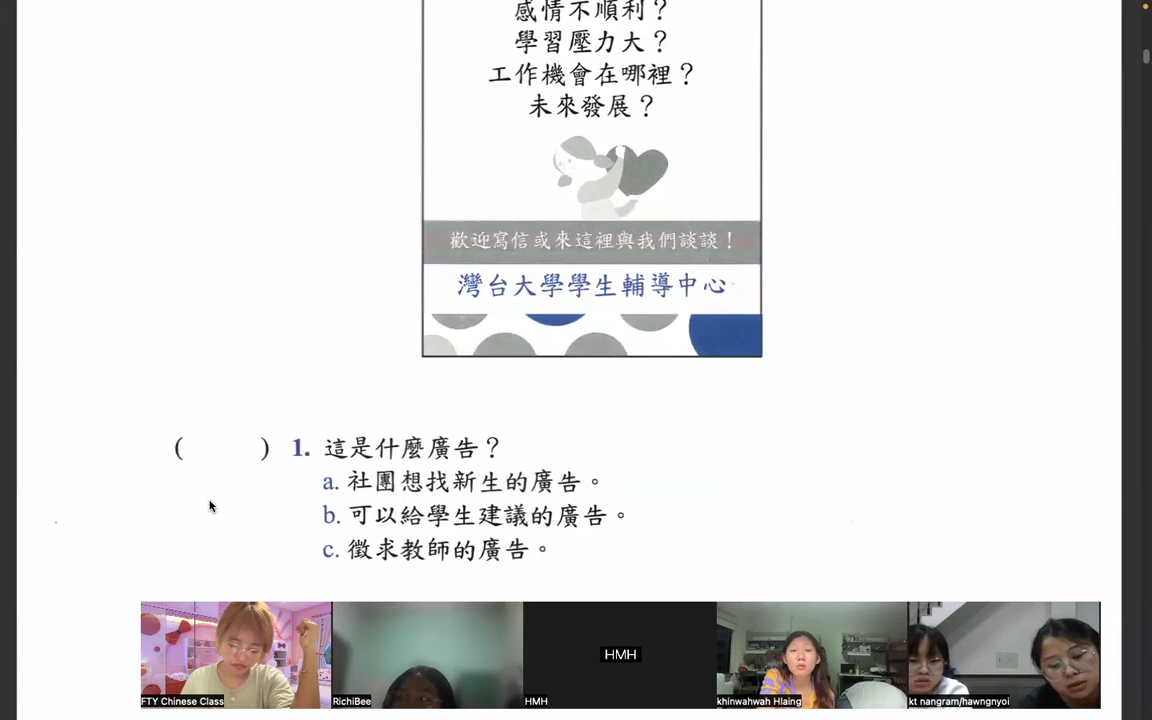 感情不順利？
學習壓力大？
工作機會在哪裡？
未來發展？
歡迎寫信或來這裡與我們談談！
灣台大學學生輔導中心
(　　) 1. 這是什麼廣告？
a. 社團想找新生的廣告。
b. 可以給學生建議的廣告。
c. 徵求教師的廣告。
HMH
FTY Chinese Class
RichiBee
HMH
khinwahwah Hlaing
kt nangram/hawngnyoi